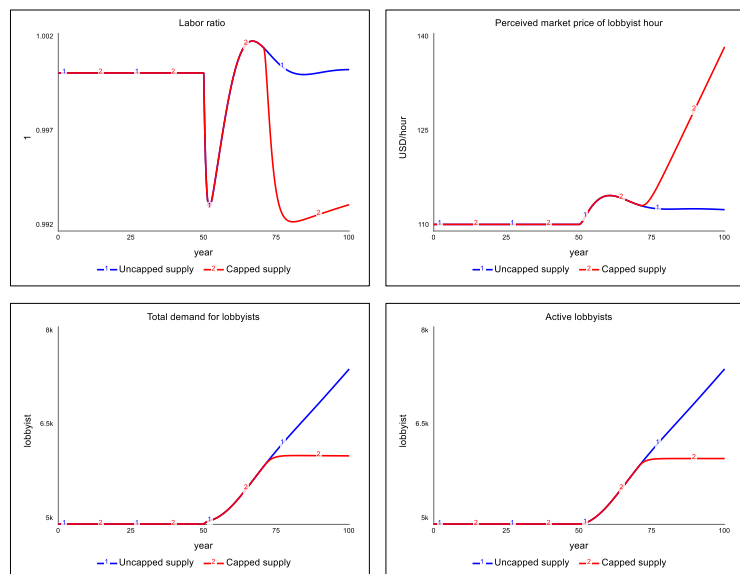 Labor ratio
1.002
0.997
0.992
1
0 25 50 75 100
year
1 Uncapped supply 2 Capped supply
Perceived market price of lobbyist hour
140
125
110
USD/hour
0 25 50 75 100
year
1 Uncapped supply 2 Capped supply
Total demand for lobbyists
8k
6.5k
5k
lobbyist
0 25 50 75 100
year
1 Uncapped supply 2 Capped supply
Active lobbyists
8k
6.5k
5k
lobbyist
0 25 50 75 100
year
1 Uncapped supply 2 Capped supply